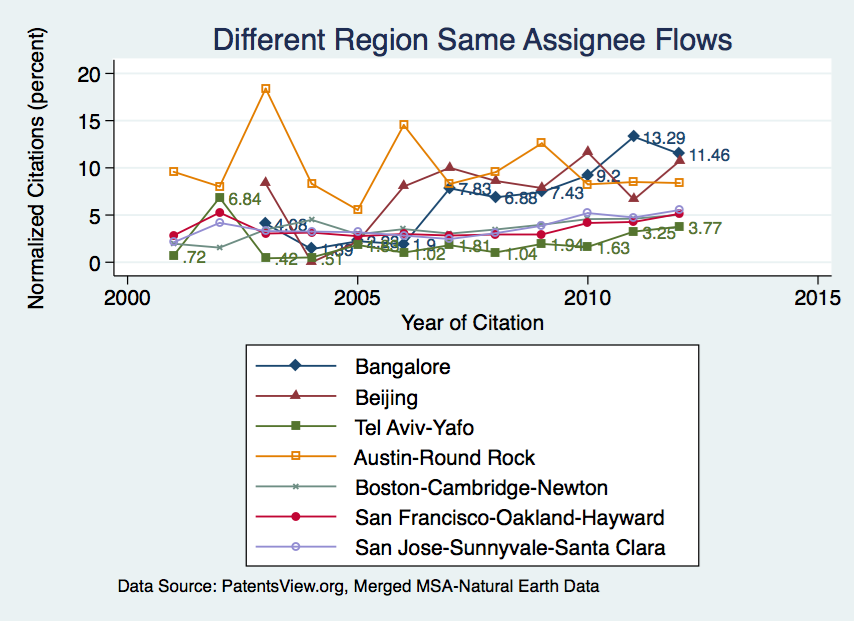 Different Region Same Assignee Flows
Normalized Citations (percent)
20
15
10
5
0
13.29
11.46
9.2
7.83
6.88
7.43
6.84
4.08
1.9
.72
.42
.51
1.02
1.81
1.04
1.94
1.63
3.25
3.77
2000
2005
2010
2015
Year of Citation
Bangalore
Beijing
Tel Aviv-Yafo
Austin-Round Rock
Boston-Cambridge-Newton
San Francisco-Oakland-Hayward
San Jose-Sunnyvale-Santa Clara
Data Source: PatentsView.org, Merged MSA-Natural Earth Data